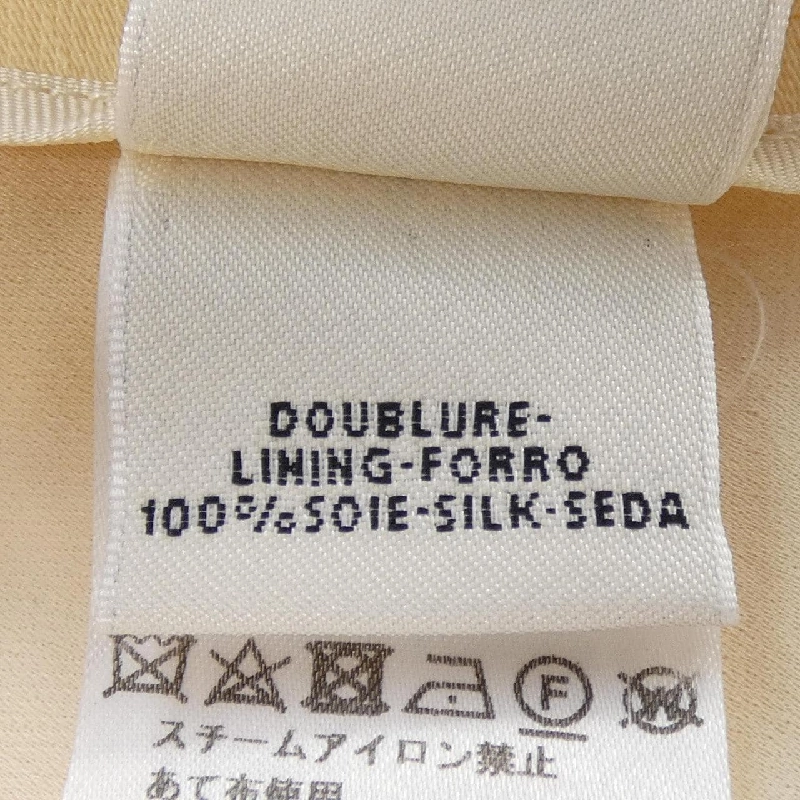 DOUBLURE-
LINING-FORRO
100%SOIE-SILK-SEDA
F W
スチームアイロン禁止
あて布使用